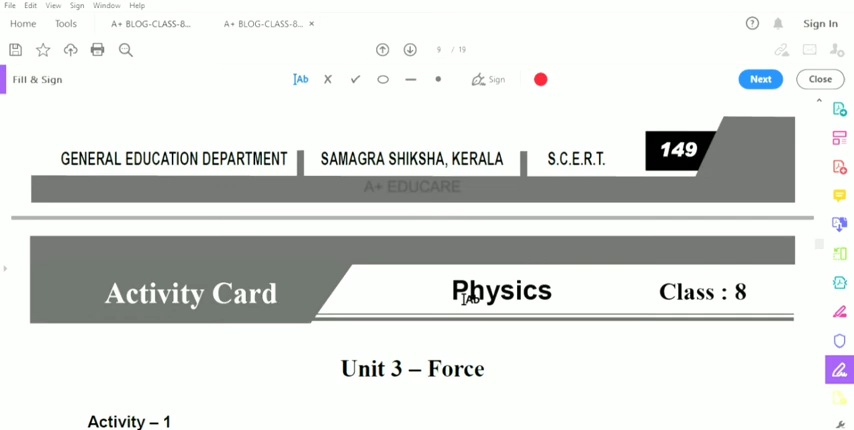 File Edit View Sign Window Help
Home Tools A+ BLOG-CLASS-8... A+ BLOG-CLASS-8... × Sign In
9 / 19
Fill & Sign Ab Sign Next Close
GENERAL EDUCATION DEPARTMENT SAMAGRA SHIKSHA, KERALA S.C.E.R.T. 149
A+ EDUCARE
Activity Card Physics Class : 8
Unit 3 – Force
Activity – 1